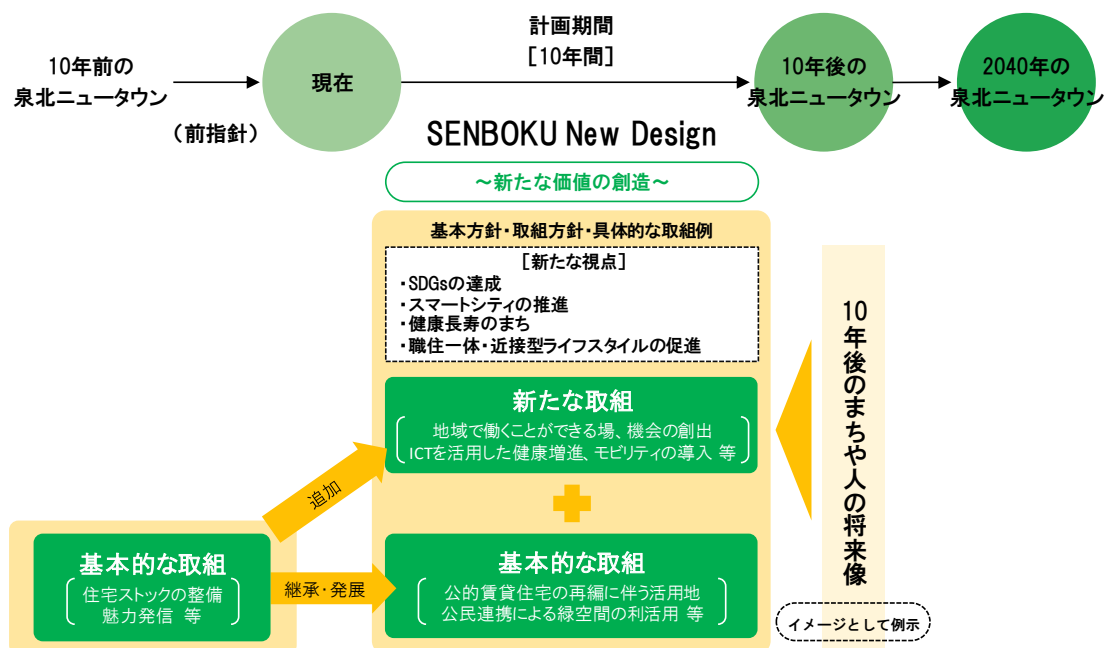 10年前の
泉北ニュータウン
（前指針）
現在
計画期間
［10年間］
10年後の
泉北ニュータウン
2040年の
泉北ニュータウン
SENBOKU New Design
～新たな価値の創造～
基本方針・取組方針・具体的な取組例
［新たな視点］
・SDGsの達成
・スマートシティの推進
・健康長寿のまち
・職住一体・近接型ライフスタイルの促進
新たな取組
地域で働くことができる場、機会の創出
ICTを活用した健康増進、モビリティの導入 等
追加
基本的な取組
住宅ストックの整備
魅力発信 等
継承・発展
基本的な取組
公的賃貸住宅の再編に伴う活用地
公民連携による緑空間の利活用 等
10年後のまちや人の将来像
イメージとして例示